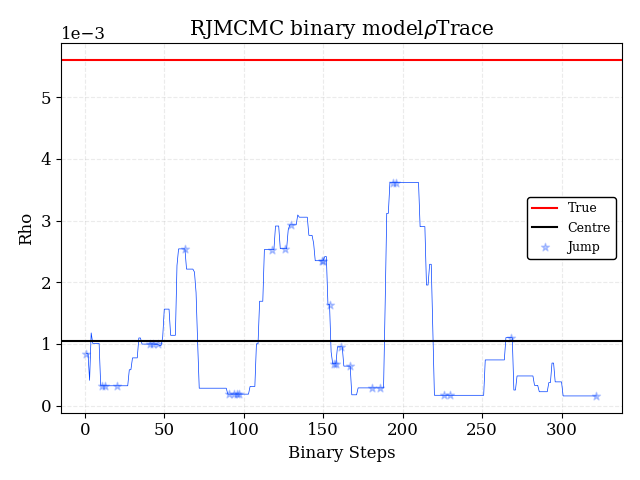 RJMCMC binary modelρTrace
1e−3
5
4
3
2
1
0
Rho
True
Centre
Jump
0 50 100 150 200 250 300
Binary Steps